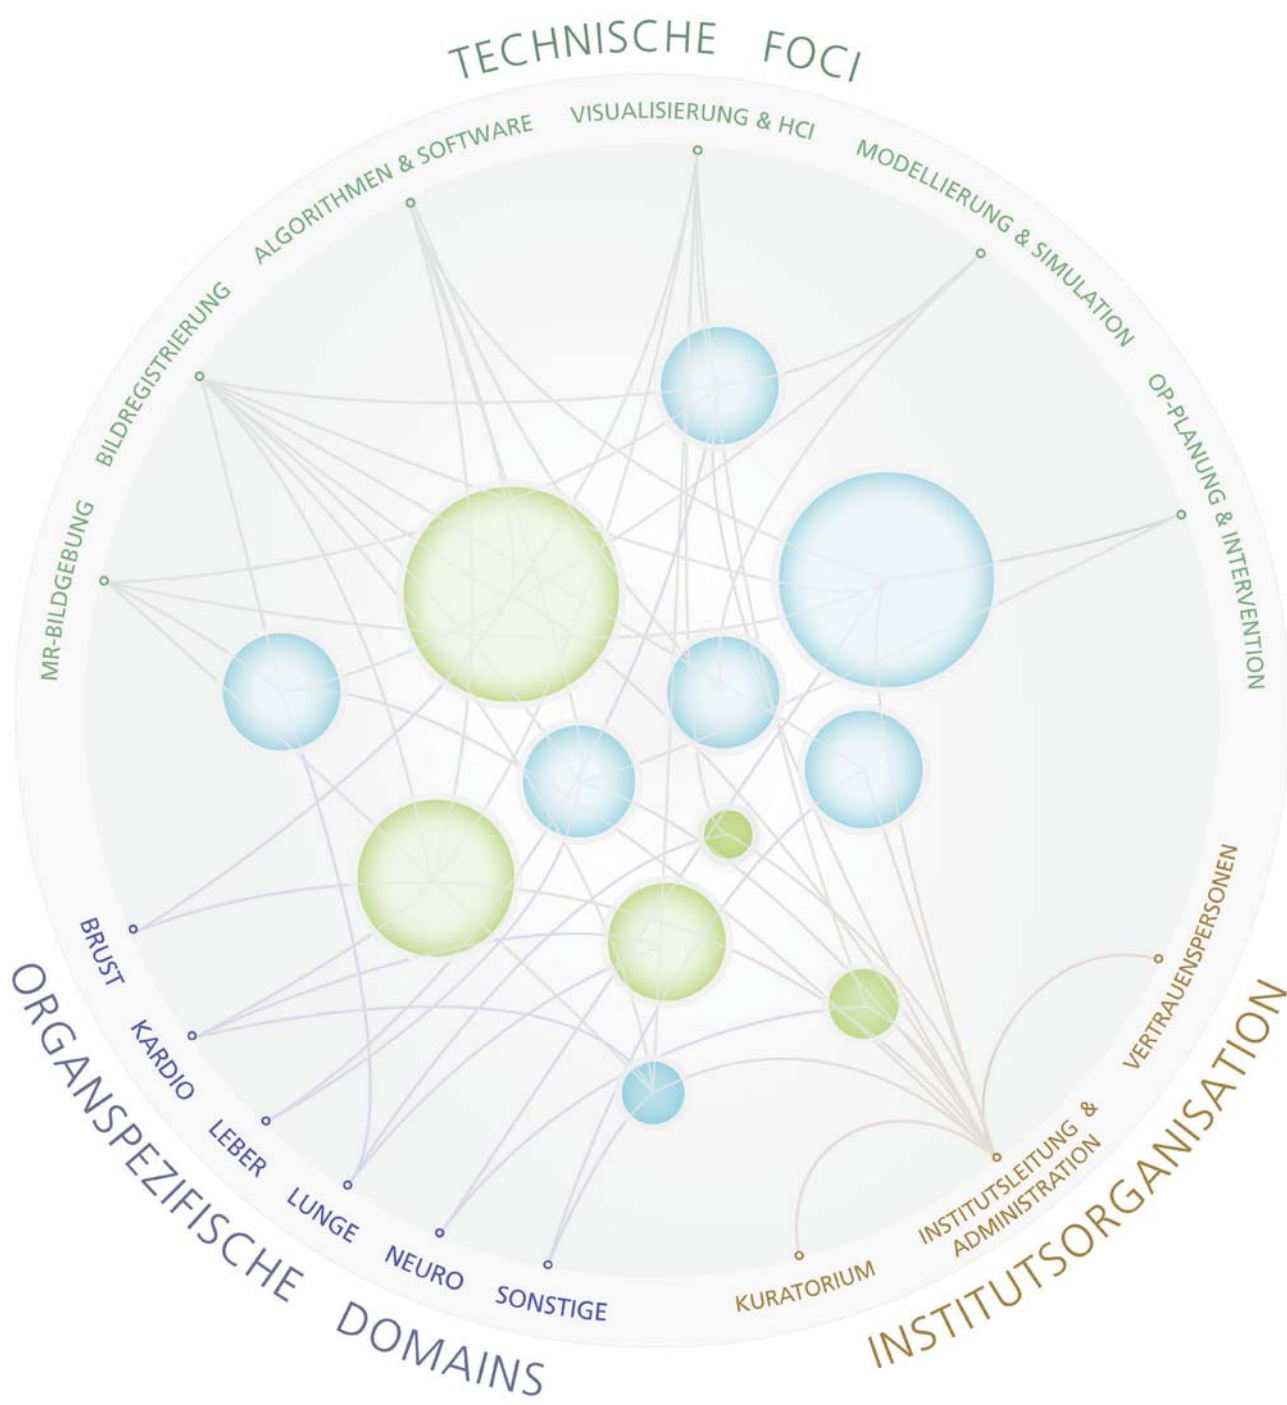 TECHNISCHE FOCI
MR-BILDGEBUNG
BILDREGISTRIERUNG
ALGORITHMEN & SOFTWARE
VISUALISIERUNG & HCI
MODELLIERUNG & SIMULATION
OP-PLANUNG & INTERVENTION
ORGANSPEZIFISCHE DOMAINS
BRUST
KARDIO
LEBER
LUNGE
NEURO
SONSTIGE
INSTITUTSORGANISATION
KURATORIUM
INSTITUTSLEITUNG &
ADMINISTRATION
VERTRAUENSPERSONEN